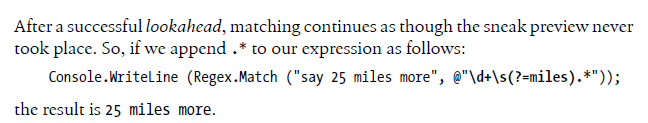 After a successful lookahead, matching continues as though the sneak preview never
took place. So, if we append .* to our expression as follows:
Console.WriteLine (Regex.Match ("say 25 miles more", @"\d+\s(?=miles).*"));
the result is 25 miles more.